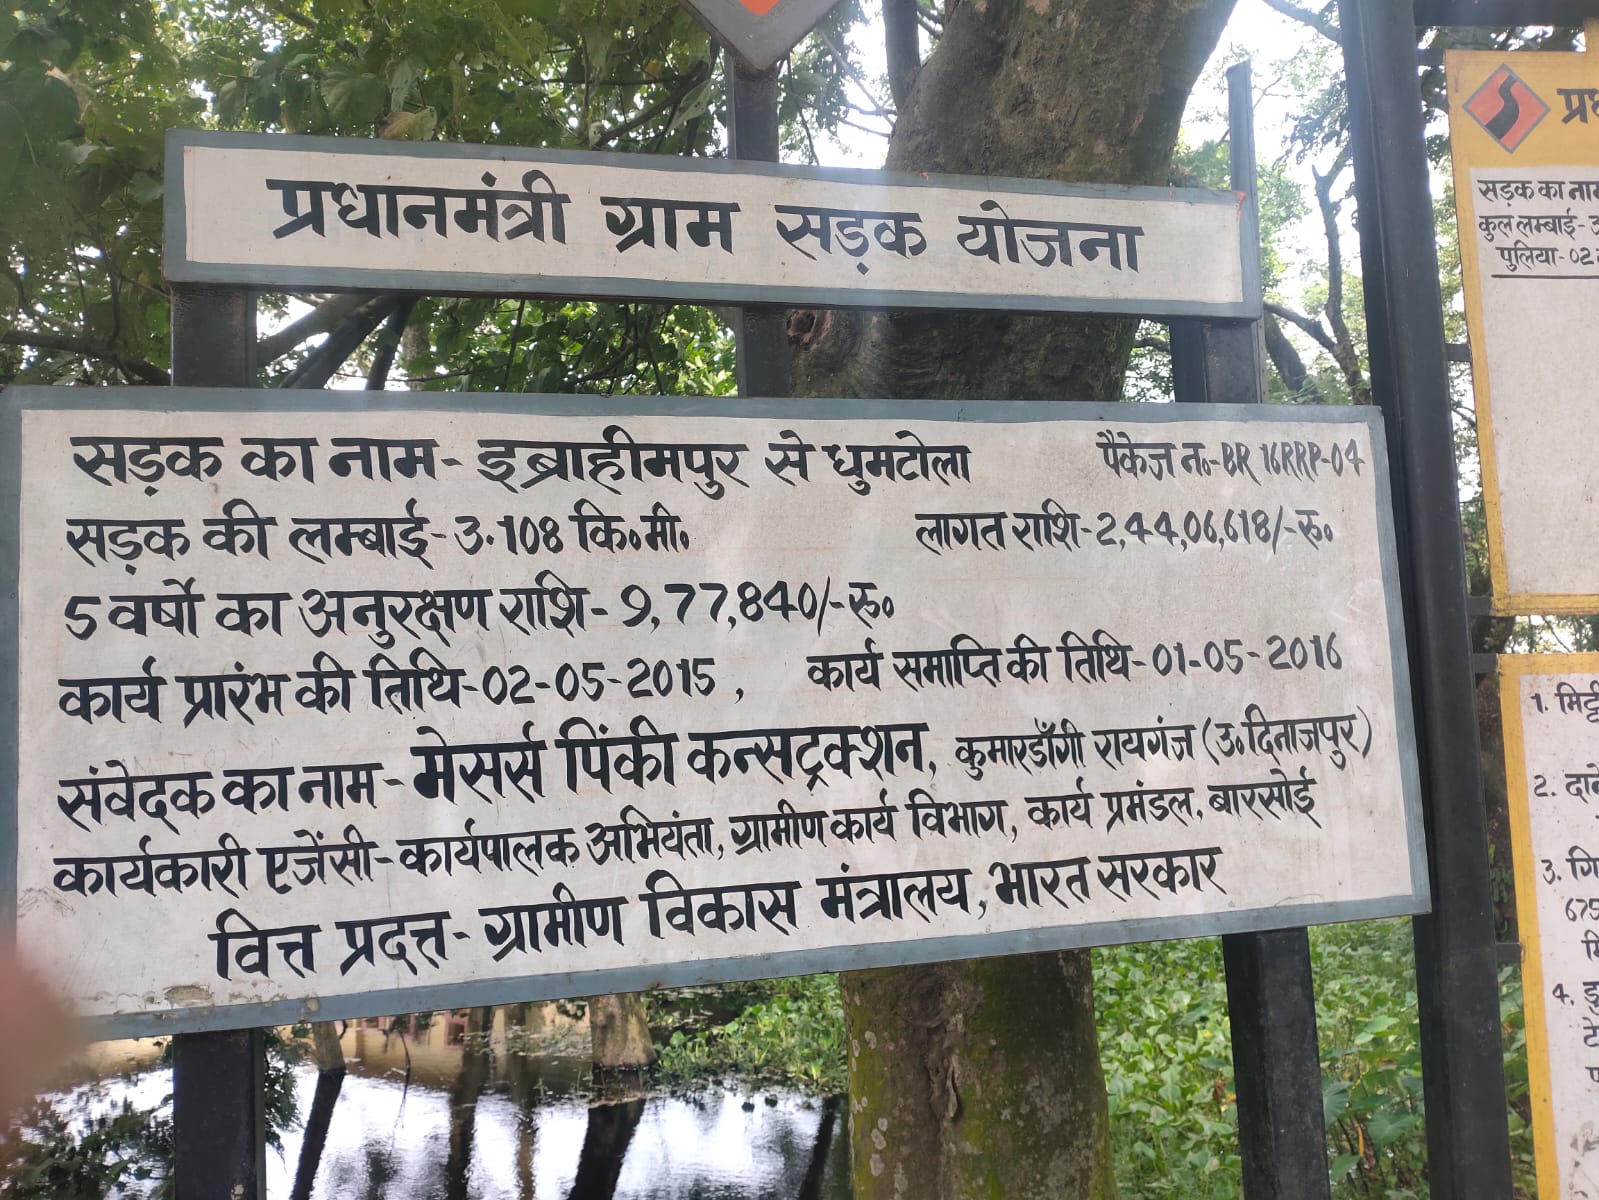 प्रधानमंत्री ग्राम सड़क योजना
सड़क का नाम- इब्राहीमपुर से धुमटोला पैकेज न०-BR 16RRP-04
सड़क की लम्बाई-3.108 कि०मी० लागत राशि-2,44,06,618/-रु०
5 वर्षो का अनुरक्षण राशि- 9,77,840/-रु०
कार्य प्रारंभ की तिथि-02-05-2015, कार्य समाप्ति की तिथि-01-05-2016
संवेदक का नाम- मेसर्स पिंकी कन्सट्रक्शन, कुमारडाँगी रायगंज (उ०दिनाजपुर)
कार्यकारी एजेंसी-कार्यपालक अभियंता, ग्रामीण कार्य विभाग, कार्य प्रमंडल, बारसोई
वित्त प्रदत्त- ग्रामीण विकास मंत्रालय, भारत सरकार
सड़क का नाम
कुल लम्बाई-
पुलिया-02
1.
2.
3.
675
4.